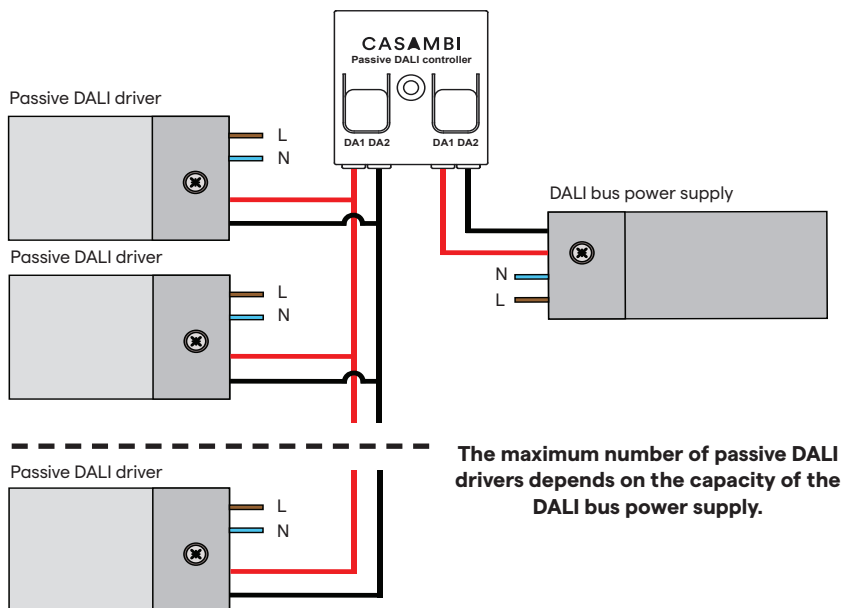 CASAMBI
Passive DALI controller
DA1 DA2
DA1 DA2
Passive DALI driver
L
N
DALI bus power supply
N
L
Passive DALI driver
L
N
Passive DALI driver
L
N
The maximum number of passive DALI
drivers depends on the capacity of the
DALI bus power supply.